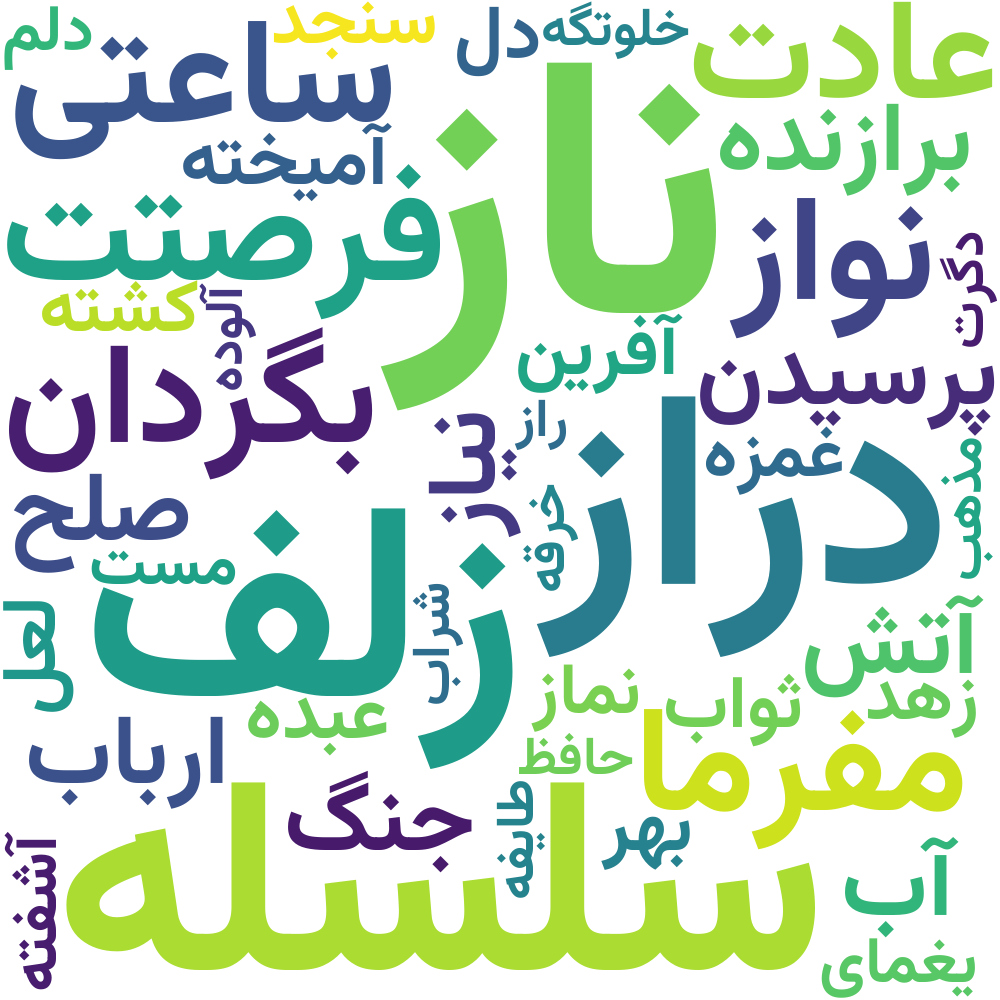 عادت
خلوتگه
دل
سنجد
دلم
ساعتی
ناز
برازنده
آمیخته
نواز
فرصتت
دگرت
کشته
آلوده
آفرین
بگردان
پرسیدن
راز
نیاز
دراز
غمزه
مذهب
صلح
خرقه
زلف
مست
شراب
لعل
آتش
زهد
ثواب
نماز
عبده
مفرما
حافظ
ارباب
جنگ
طایفه
بهر
سلسله
آشفته
آب
یغمای